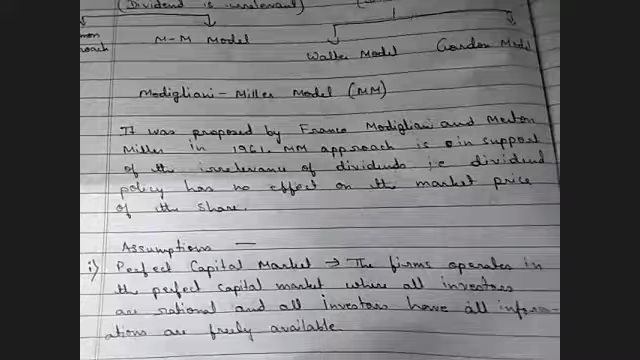 (Dividend is irrelevant)
M-M Model
roach
Walter Model
Gordon Model
Modigliani - Miller Model (MM)
It was proposed by Franco Modigliani and Merton
Miller in 1961. MM approach is in support
of the irrelevance of dividends i.e dividend
policy has no effect on the market price
of the share.
Assumptions —
i) Perfect Capital Market → The firms operates in
the perfect capital market where all investors
are rational and all investors have all inform-
ations are freely available